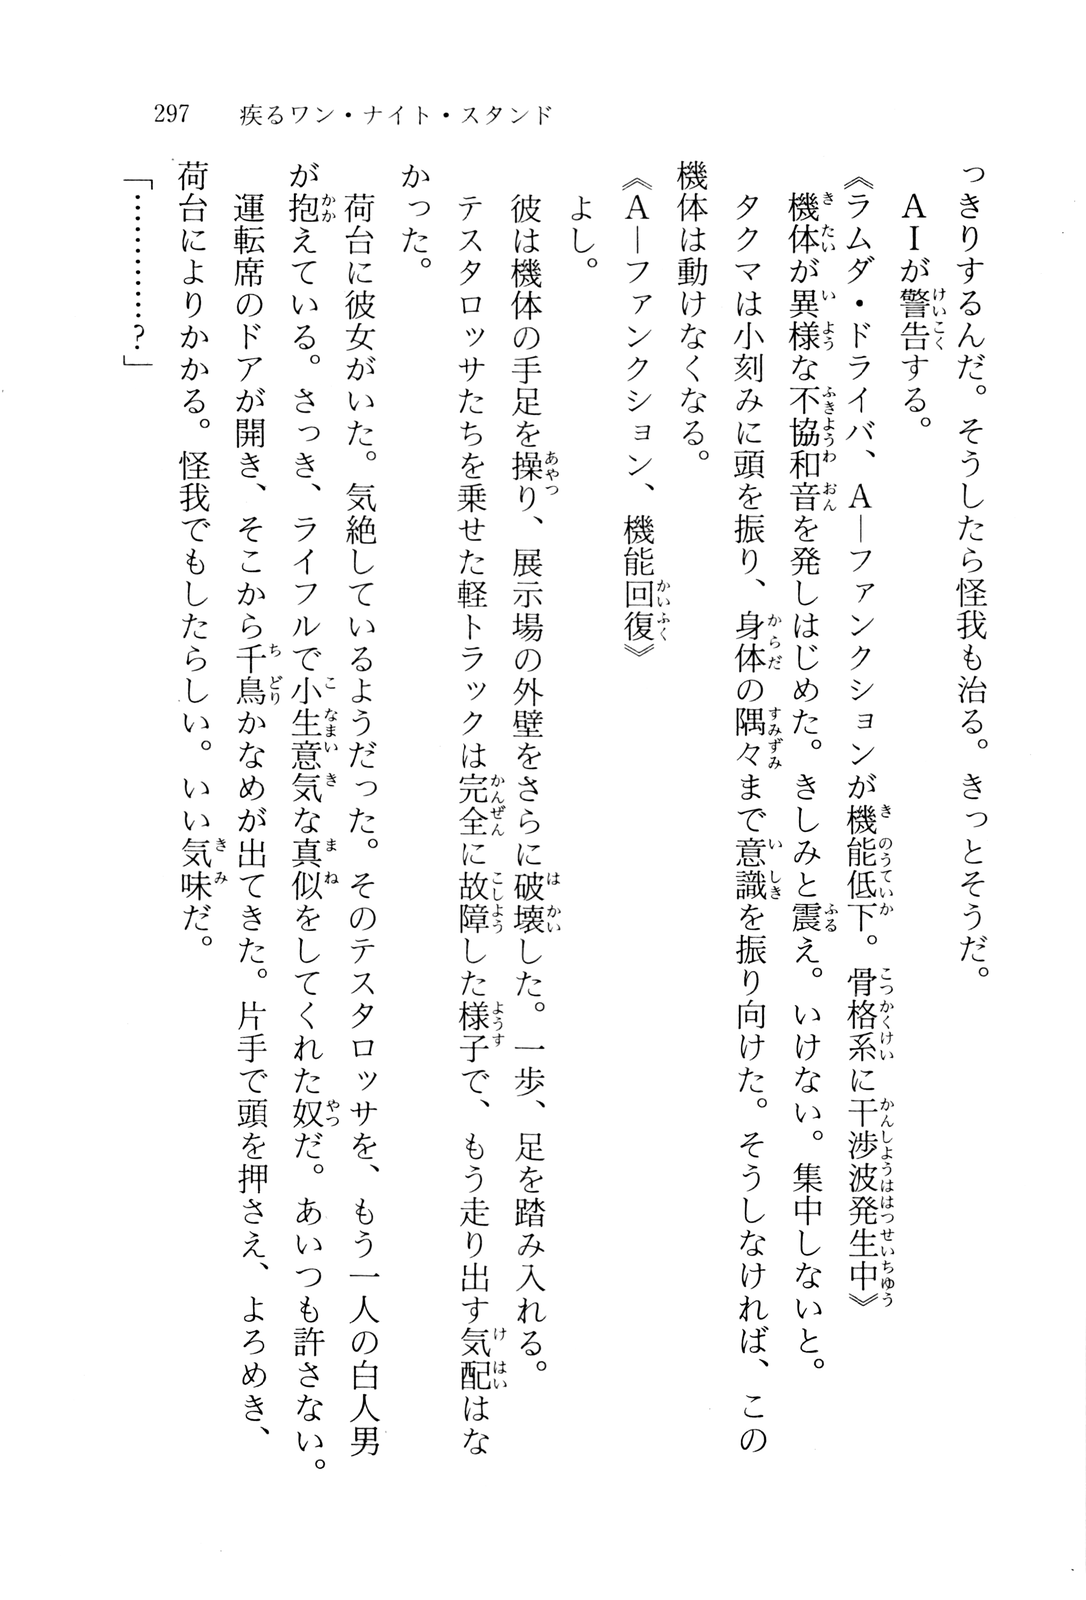 297　疾るワン・ナイト・スタンド
っきりするんだ。そうしたら怪我も治る。きっとそうだ。
　ＡＩが警告する。
《ラムダ・ドライバ、Ａ―ファンクションが機能低下。骨格系に干渉波発生中》
　機体が異様な不協和音を発しはじめた。きしみと震え。いけない。集中しないと。
　タクマは小刻みに頭を振り、身体の隅々まで意識を振り向けた。そうしなければ、この
機体は動けなくなる。
《Ａ―ファンクション、機能回復》
　よし。
　彼は機体の手足を操り、展示場の外壁をさらに破壊した。一歩、足を踏み入れる。
　テスタロッサたちを乗せた軽トラックは完全に故障した様子で、もう走り出す気配はな
かった。
　荷台に彼女がいた。気絶しているようだった。そのテスタロッサを、もう一人の白人男
が抱えている。さっき、ライフルで小生意気な真似をしてくれた奴だ。あいつも許さない。
　運転席のドアが開き、そこから千鳥かなめが出てきた。片手で頭を押さえ、よろめき、
荷台によりかかる。怪我でもしたらしい。いい気味だ。
「…………？」